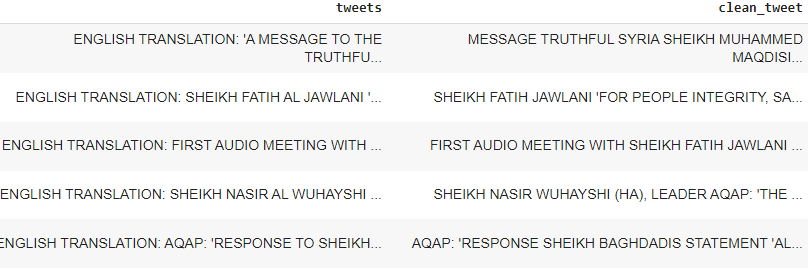 tweets clean_tweet
ENGLISH TRANSLATION: 'A MESSAGE TO THE TRUTHFU... MESSAGE TRUTHFUL SYRIA SHEIKH MUHAMMED MAQDISI...
ENGLISH TRANSLATION: SHEIKH FATIH AL JAWLANI '... SHEIKH FATIH JAWLANI 'FOR PEOPLE INTEGRITY, SA...
ENGLISH TRANSLATION: FIRST AUDIO MEETING WITH ... FIRST AUDIO MEETING WITH SHEIKH FATIH JAWLANI ...
ENGLISH TRANSLATION: SHEIKH NASIR AL WUHAYSHI ... SHEIKH NASIR WUHAYSHI (HA), LEADER AQAP: 'THE ...
ENGLISH TRANSLATION: AQAP: 'RESPONSE TO SHEIKH... AQAP: 'RESPONSE SHEIKH BAGHDADIS STATEMENT 'AL...